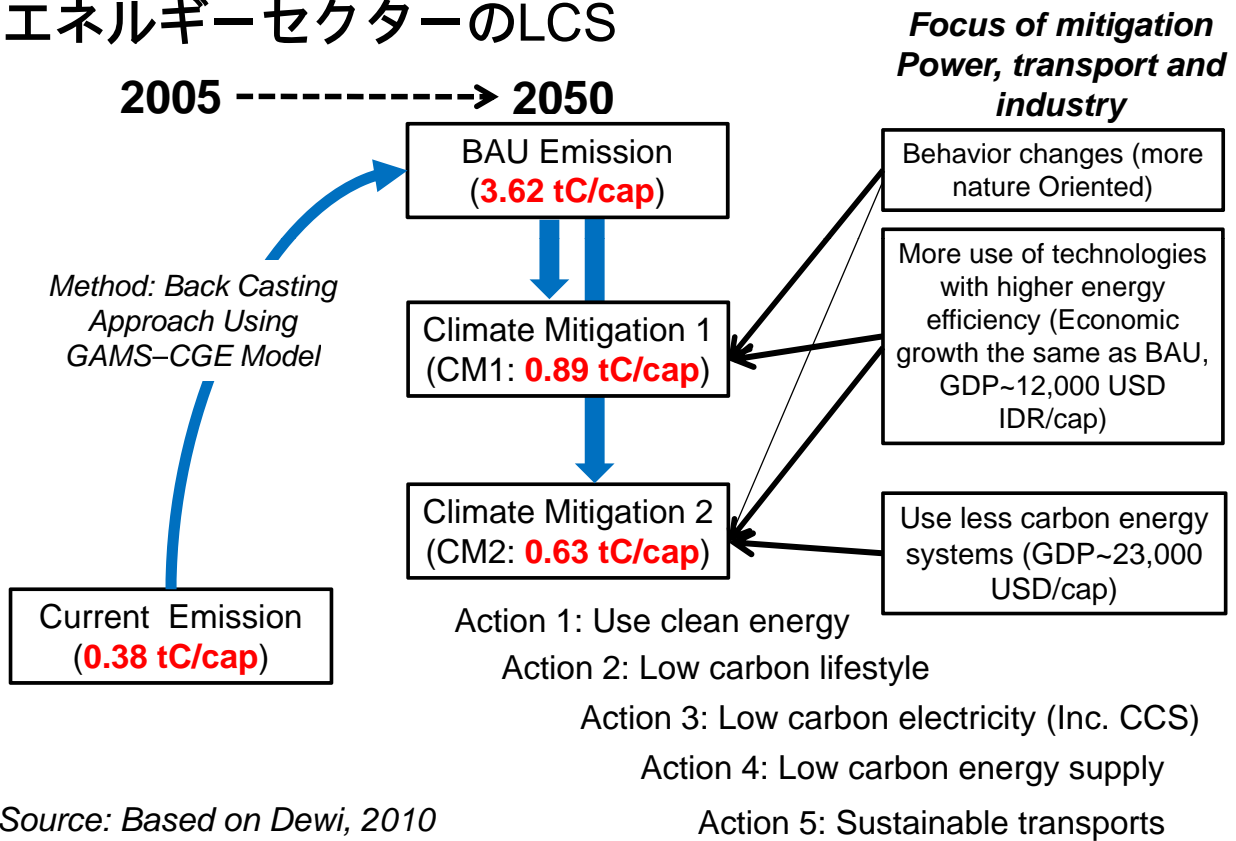 エネルギーセクターのLCS
2005
2050
Focus of mitigation
Power, transport and
industry
BAU Emission
(3.62 tC/cap)
Behavior changes (more
nature Oriented)
Method: Back Casting
Approach Using
GAMS–CGE Model
More use of technologies
with higher energy
efficiency (Economic
growth the same as BAU,
GDP~12,000 USD
IDR/cap)
Climate Mitigation 1
(CM1: 0.89 tC/cap)
Climate Mitigation 2
(CM2: 0.63 tC/cap)
Use less carbon energy
systems (GDP~23,000
USD/cap)
Current Emission
(0.38 tC/cap)
Action 1: Use clean energy
Action 2: Low carbon lifestyle
Action 3: Low carbon electricity (Inc. CCS)
Action 4: Low carbon energy supply
Action 5: Sustainable transports
Source: Based on Dewi, 2010